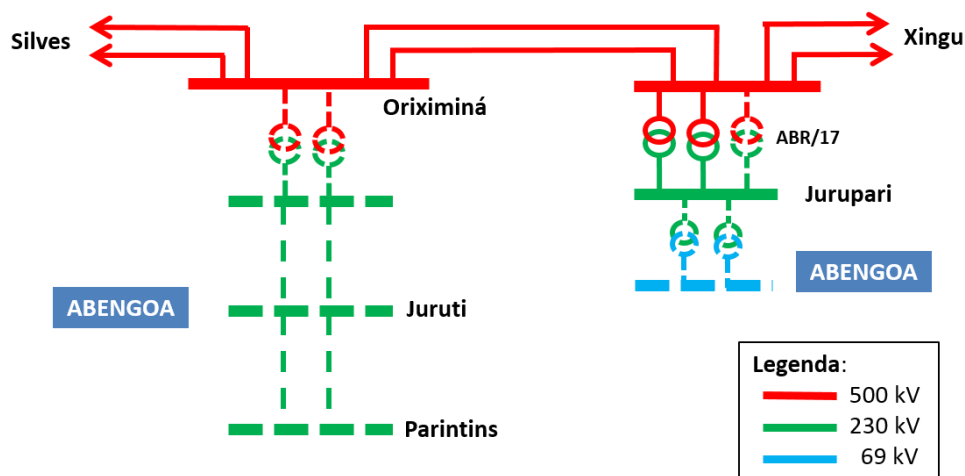 Silves
Xingu
Oriximiná
ABR/17
Jurupari
ABENGOA
ABENGOA
Juruti
Legenda:
500 kV
230 kV
69 kV
Parintins